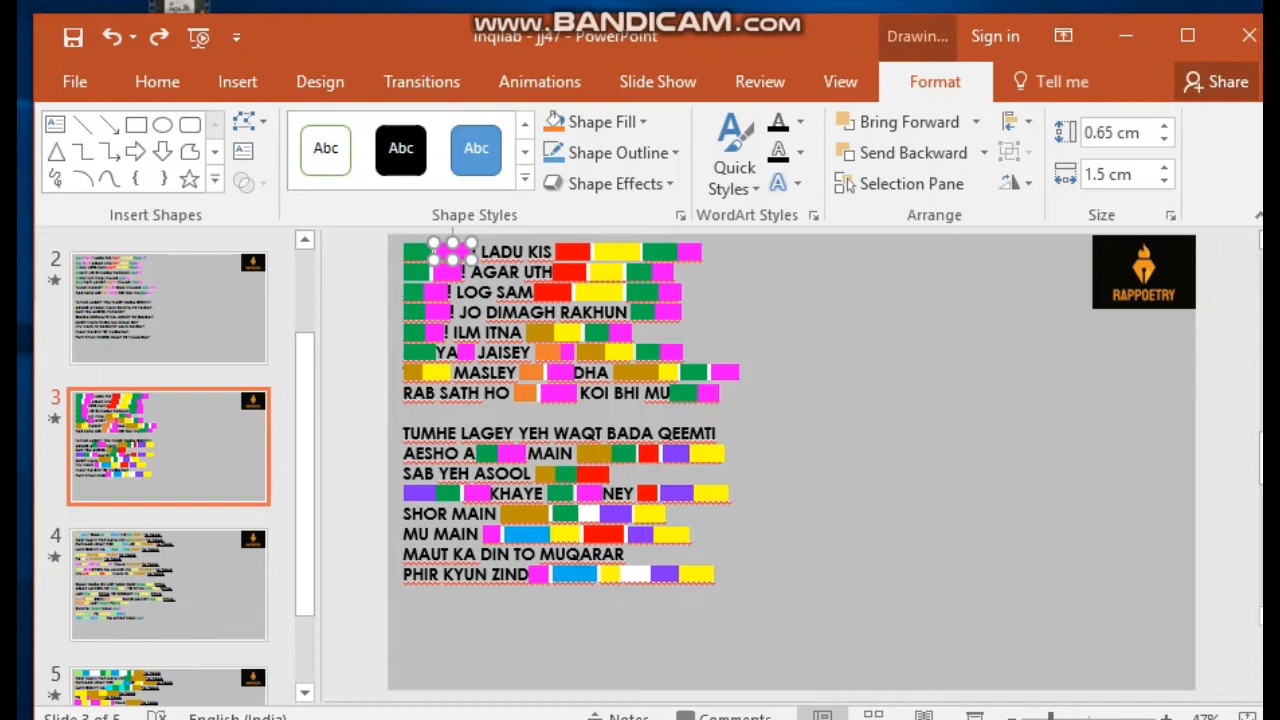 www.BANDICAM.com
inqilab - jj47 - PowerPoint
Drawin...
Sign in
File
Home
Insert
Design
Transitions
Animations
Slide Show
Review
View
Format
Tell me
Share
Abc
Abc
Abc
Shape Fill
Shape Outline
Shape Effects
Quick
Styles
Bring Forward
Send Backward
Selection Pane
0.65 cm
1.5 cm
Insert Shapes
Shape Styles
WordArt Styles
Arrange
Size
2
3
4
5
! LADU KIS
! AGAR UTH
! LOG SAM
! JO DIMAGH RAKHUN
! ILM ITNA
YA JAISEY
MASLEY DHA
RAB SATH HO KOI BHI MU
TUMHE LAGEY YEH WAQT BADA QEEMTI
AESHO A MAIN
SAB YEH ASOOL
KHAYE NEY
SHOR MAIN
MU MAIN
MAUT KA DIN TO MUQARAR
PHIR KYUN ZIND
RAPPOETRY
Slide 3 of 5
English (India)
Notes
Comments
47%